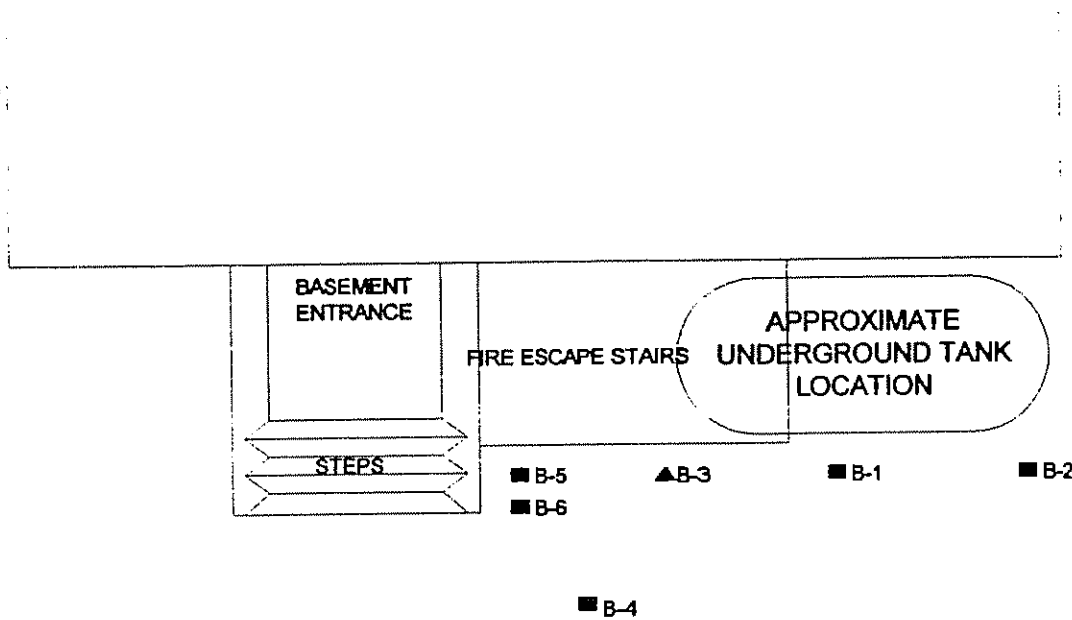 BASEMENT
ENTRANCE
APPROXIMATE
UNDERGROUND TANK
LOCATION
FIRE ESCAPE STAIRS
STEPS
B-5
B-3
B-1
B-2
B-6
B-4